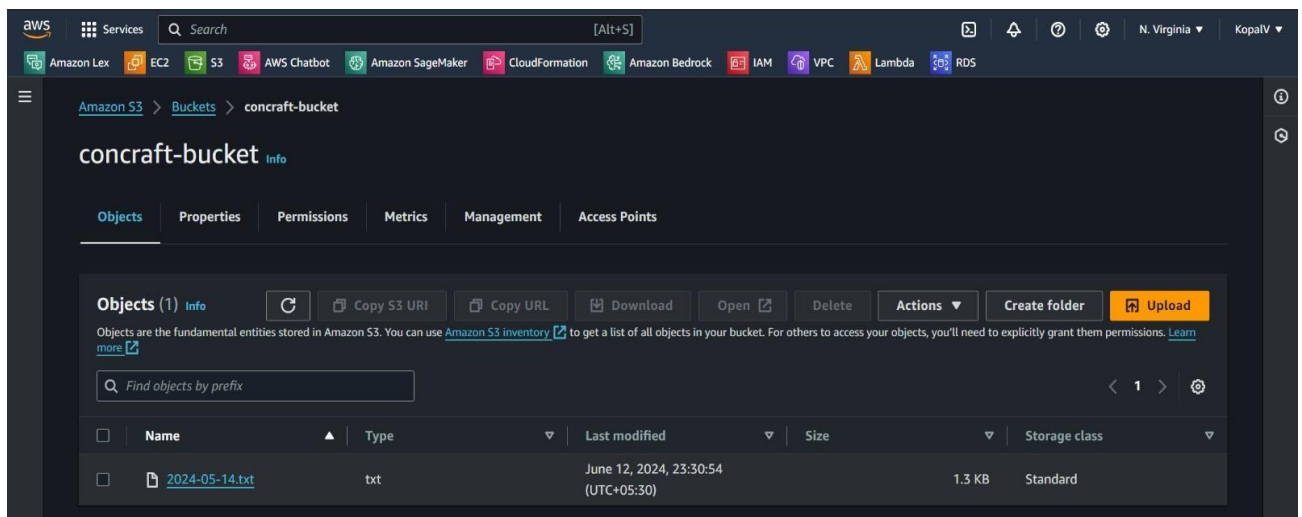 aws Services Search [Alt+S] N. Virginia ▼ KopalV ▼
Amazon Lex EC2 S3 AWS Chatbot Amazon SageMaker CloudFormation Amazon Bedrock IAM VPC Lambda RDS
Amazon S3 > Buckets > concraft-bucket
concraft-bucket Info
Objects Properties Permissions Metrics Management Access Points
Objects (1) Info Copy S3 URI Copy URL Download Open Delete Actions ▼ Create folder Upload
Objects are the fundamental entities stored in Amazon S3. You can use Amazon S3 inventory to get a list of all objects in your bucket. For others to access your objects, you'll need to explicitly grant them permissions. Learn
more
Find objects by prefix < 1 >
Name ▲ Type ▽ Last modified ▽ Size ▽ Storage class ▽
2024-05-14.txt txt June 12, 2024, 23:30:54 1.3 KB Standard
(UTC+05:30)